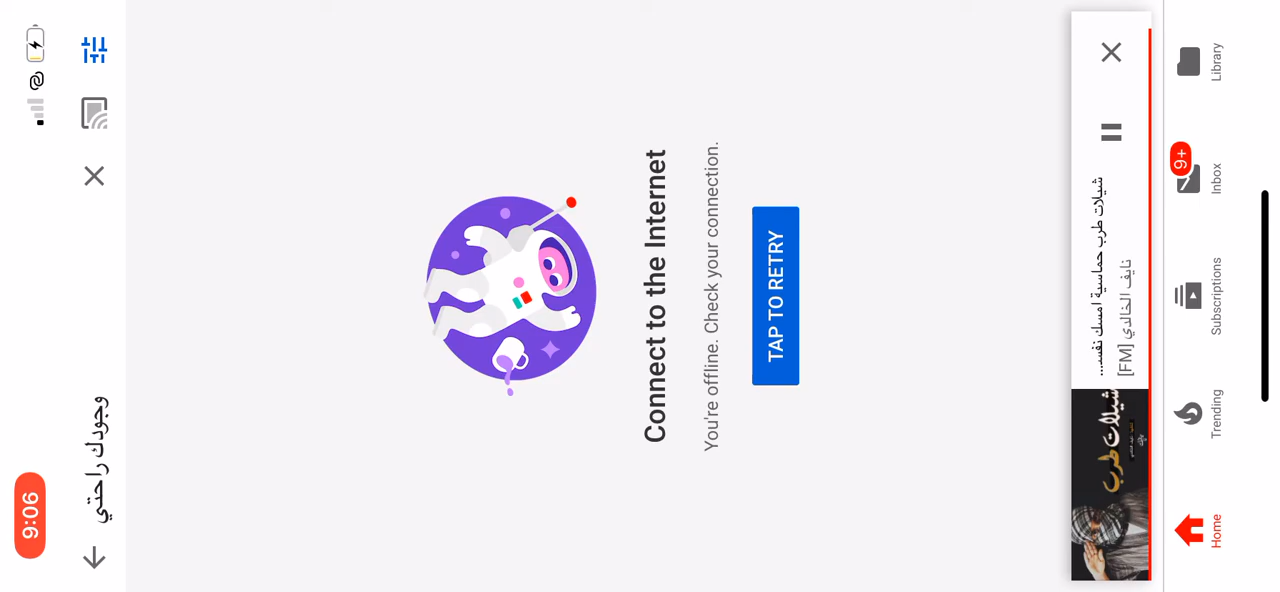 9:06
وجودك راحتي
Connect to the Internet
You're offline. Check your connection.
TAP TO RETRY
شيلات طرب
شيلات طرب حماسية امسك نفسـ...
نايف الخالدي [FM]
Home
Trending
Subscriptions
9+
Inbox
Library